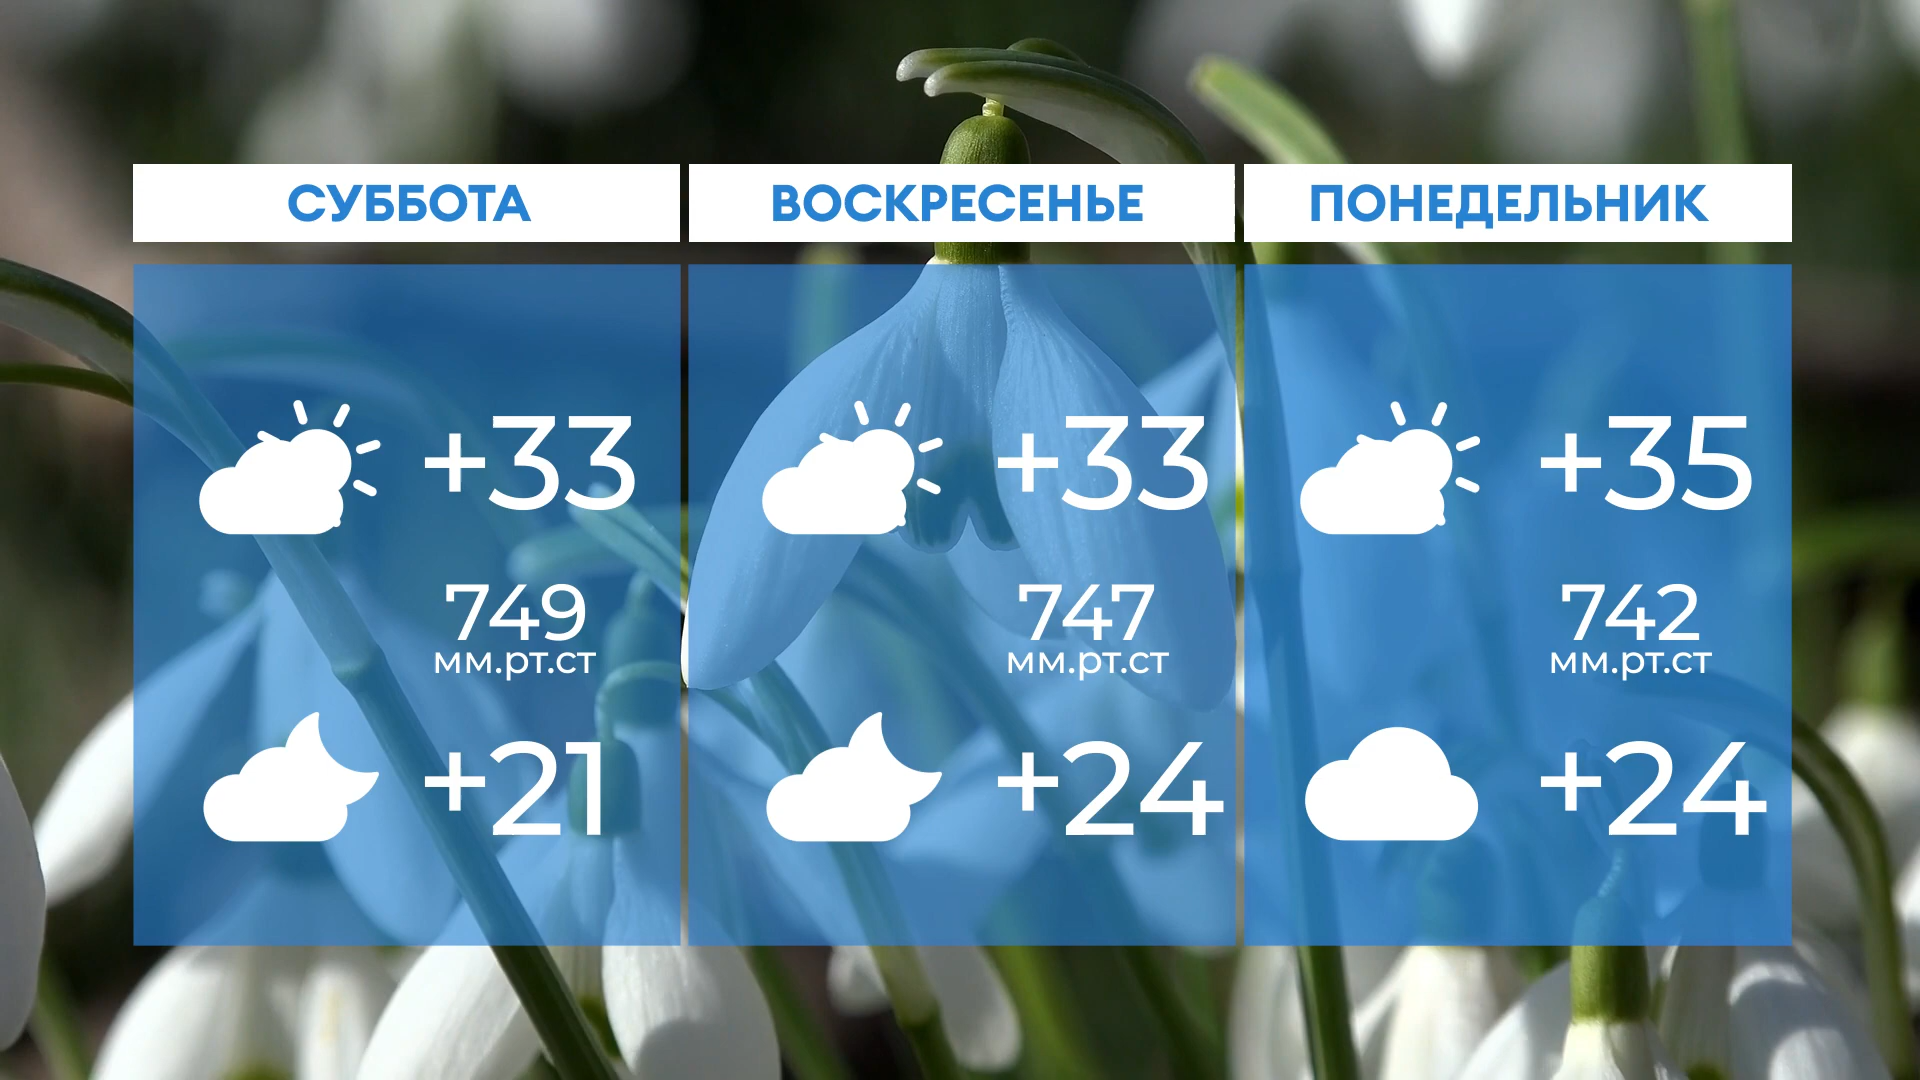 СУББОТА
+33
749
мм.рт.ст
+21
ВОСКРЕСЕНЬЕ
+33
747
мм.рт.ст
+24
ПОНЕДЕЛЬНИК
+35
742
мм.рт.ст
+24